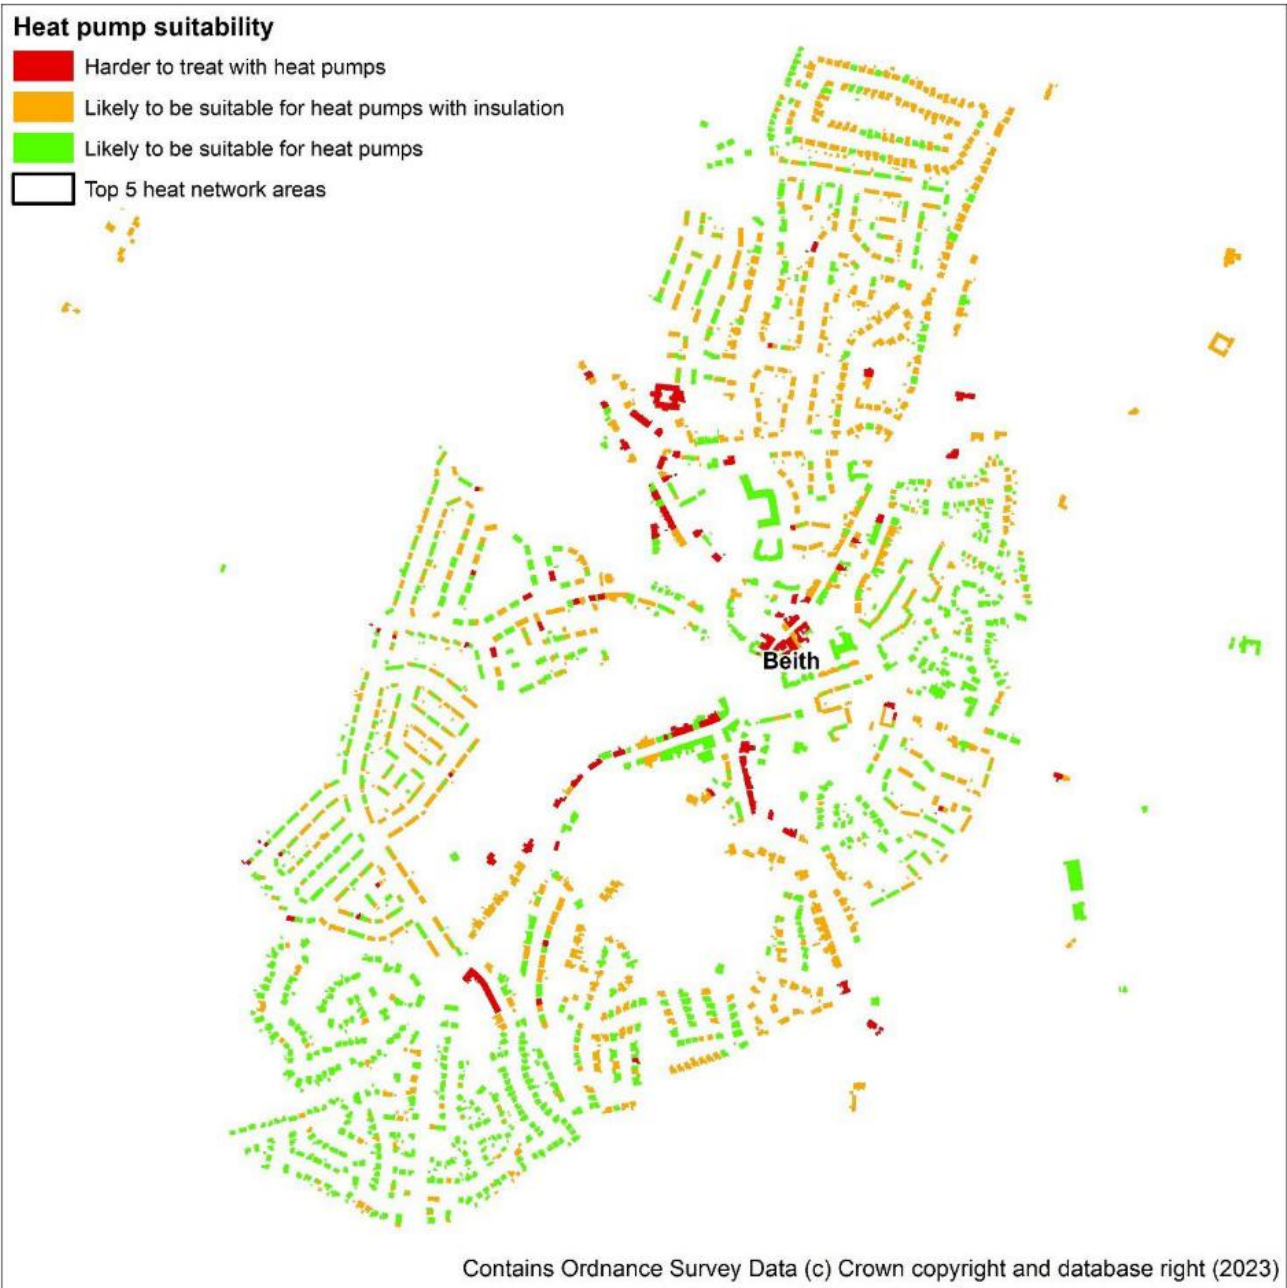 Heat pump suitability
Harder to treat with heat pumps
Likely to be suitable for heat pumps with insulation
Likely to be suitable for heat pumps
Top 5 heat network areas
Beith
Contains Ordnance Survey Data (c) Crown copyright and database right (2023)